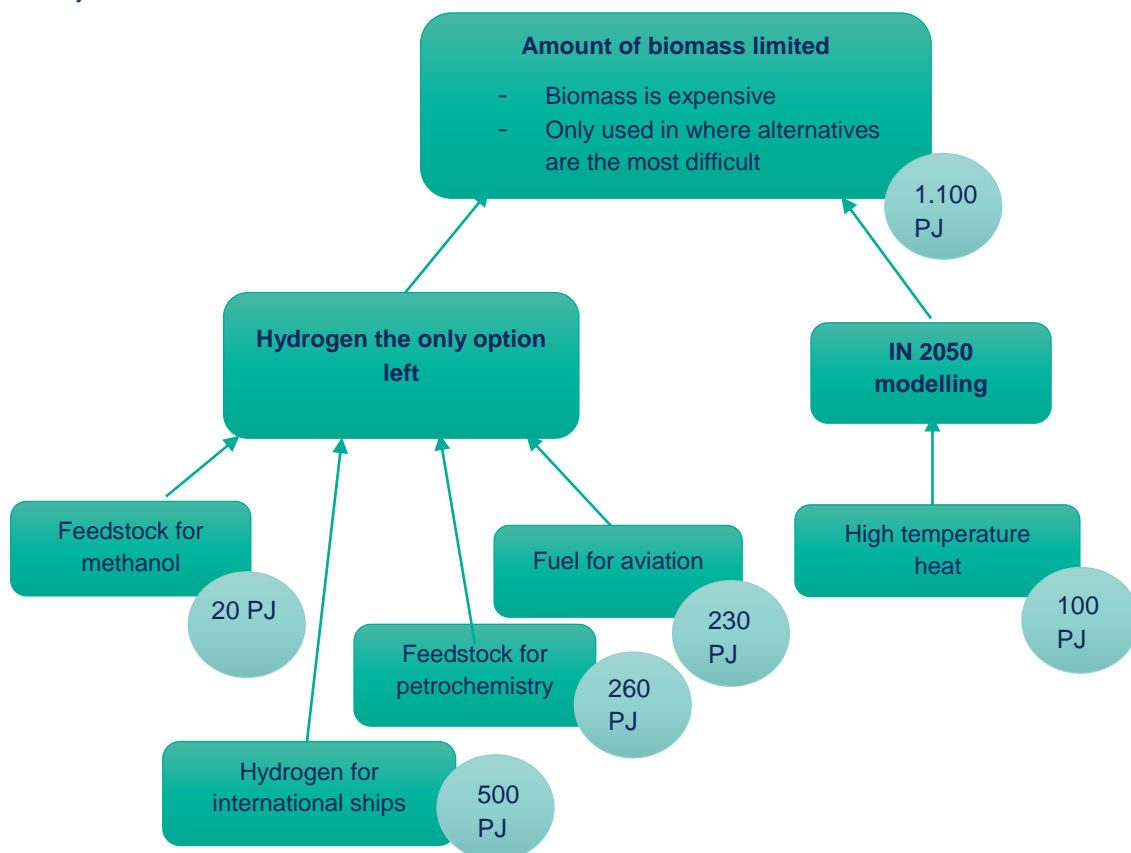 Amount of biomass limited
- Biomass is expensive
- Only used in where alternatives
are the most difficult
1.100
PJ
Hydrogen the only option
left
IN 2050
modelling
Feedstock for
methanol
20 PJ
Fuel for aviation
230
PJ
High temperature
heat
100
PJ
Feedstock for
petrochemistry
260
PJ
Hydrogen for
international ships
500
PJ